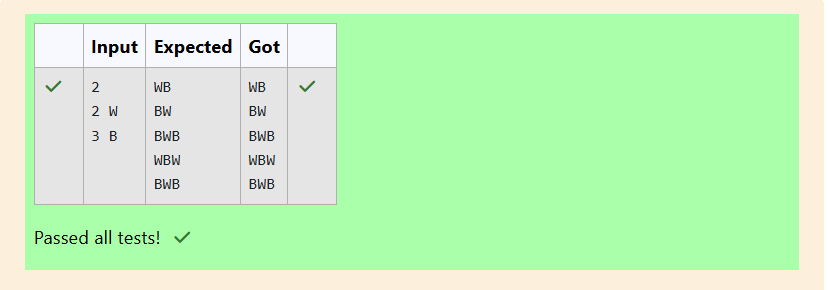 Input Expected Got
2 WB WB
2 W BW BW
3 B BWB BWB
WBW WBW
BWB BWB
Passed all tests!